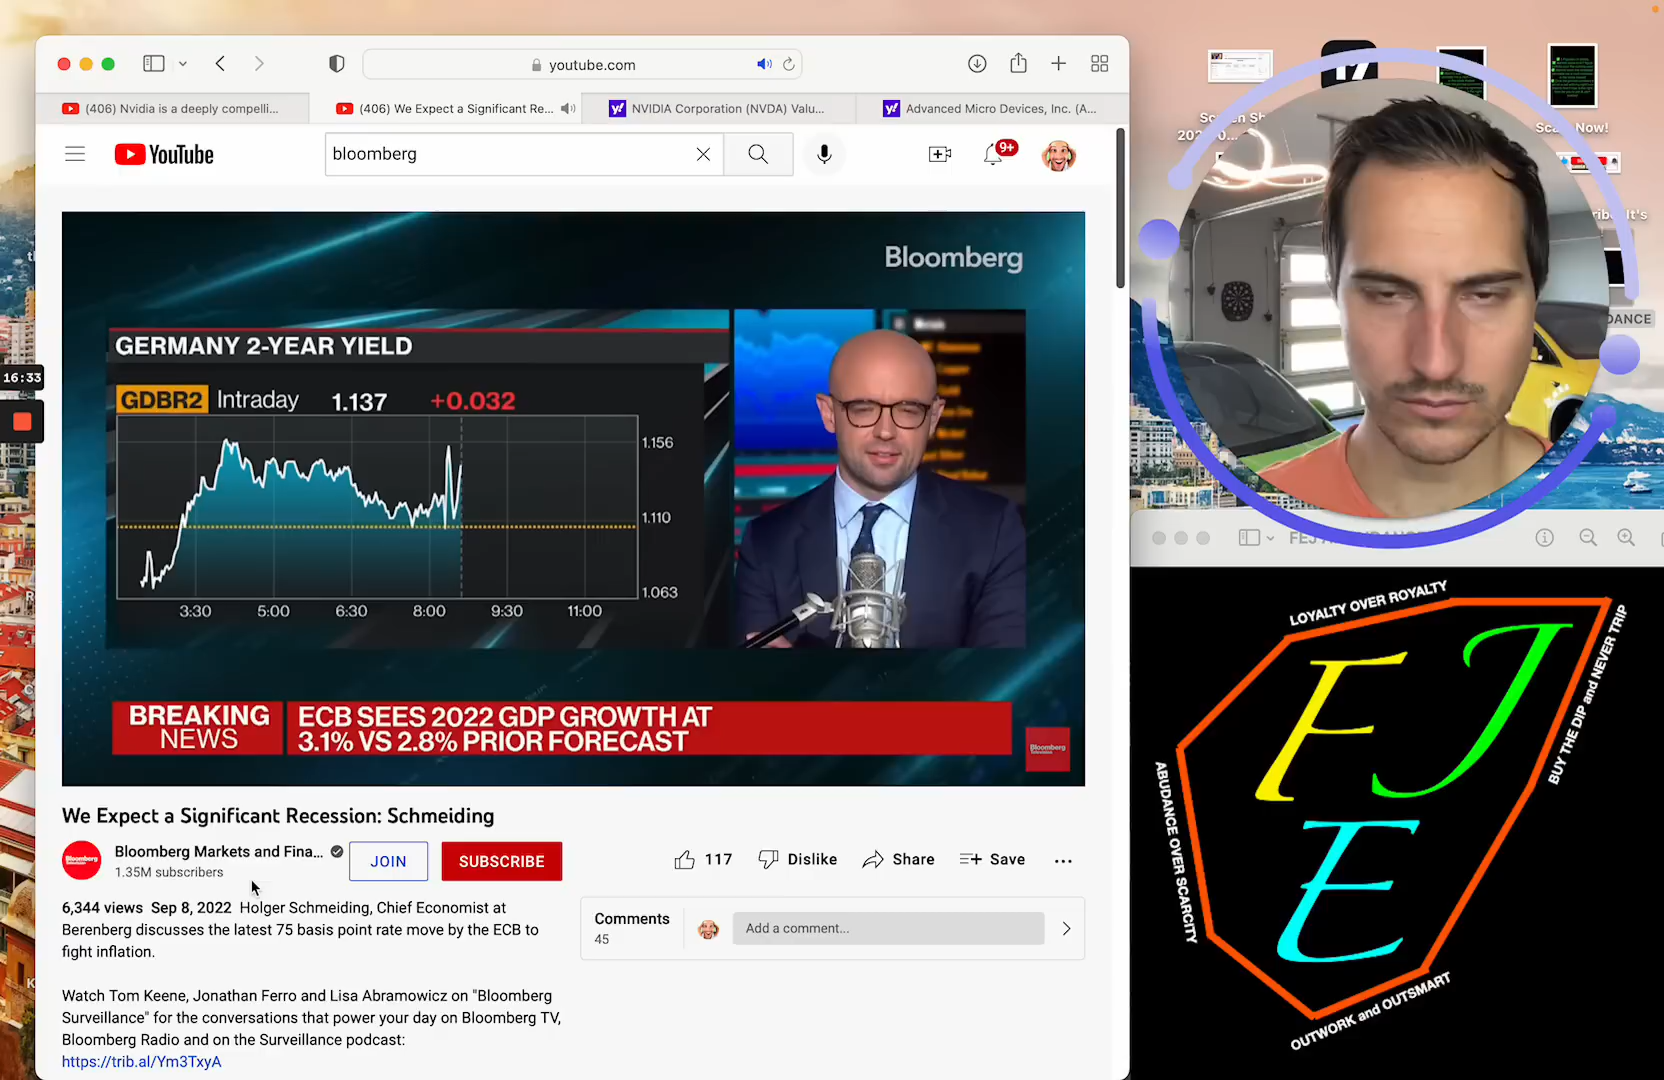 youtube.com
(406) Nvidia is a deeply compelli...
(406) We Expect a Significant Re...
NVIDIA Corporation (NVDA) Valu...
Advanced Micro Devices, Inc. (A...
YouTube
bloomberg
9+
Bloomberg
GERMANY 2-YEAR YIELD
GDBR2 Intraday 1.137 +0.032
1.156
1.110
1.063
3:30 5:00 6:30 8:00 9:30 11:00
BREAKING NEWS
ECB SEES 2022 GDP GROWTH AT
3.1% VS 2.8% PRIOR FORECAST
Bloomberg
16:33
We Expect a Significant Recession: Schmeiding
Bloomberg Markets and Fina...
1.35M subscribers
JOIN
SUBSCRIBE
117
Dislike
Share
Save
6,344 views Sep 8, 2022 Holger Schmeiding, Chief Economist at
Berenberg discusses the latest 75 basis point rate move by the ECB to
fight inflation.
Watch Tom Keene, Jonathan Ferro and Lisa Abramowicz on "Bloomberg
Surveillance" for the conversations that power your day on Bloomberg TV,
Bloomberg Radio and on the Surveillance podcast:
https://trib.al/Ym3TxyA
Comments
45
Add a comment...
Now!
LOYALTY OVER ROYALTY
BUY THE DIP and NEVER TRIP
ABUDANCE OVER SCARCITY
OUTWORK and OUTSMART
FJE